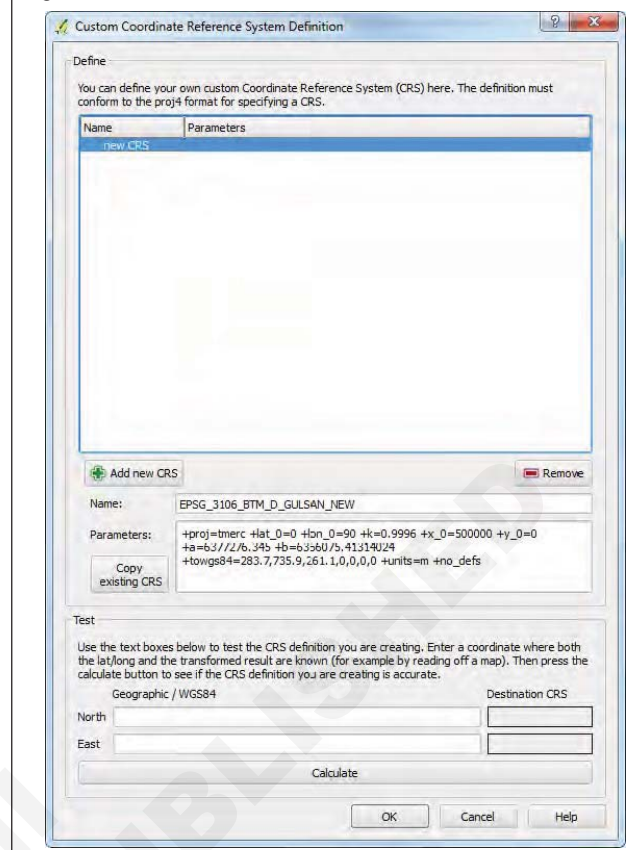 Custom Coordinate Reference System Definition
Define
You can define your own custom Coordinate Reference System (CRS) here. The definition must
conform to the proj4 format for specifying a CRS.
Name Parameters
new CRS
Add new CRS
Remove
Name: EPSG_3106_BTM_D_GULSAN_NEW
Parameters: +proj=tmerc +lat_0=0 +lon_0=90 +k=0.9996 +x_0=500000 +y_0=0
+a=6377276.345 +b=6356075.41314024
+towgs84=283.7,735.9,261.1,0,0,0,0 +units=m +no_defs
Copy
existing CRS
Test
Use the text boxes below to test the CRS definition you are creating. Enter a coordinate where both
the lat/long and the transformed result are known (for example by reading off a map). Then press the
calculate button to see if the CRS definition you are creating is accurate.
Geographic / WGS84 Destination CRS
North
East
Calculate
OK Cancel Help